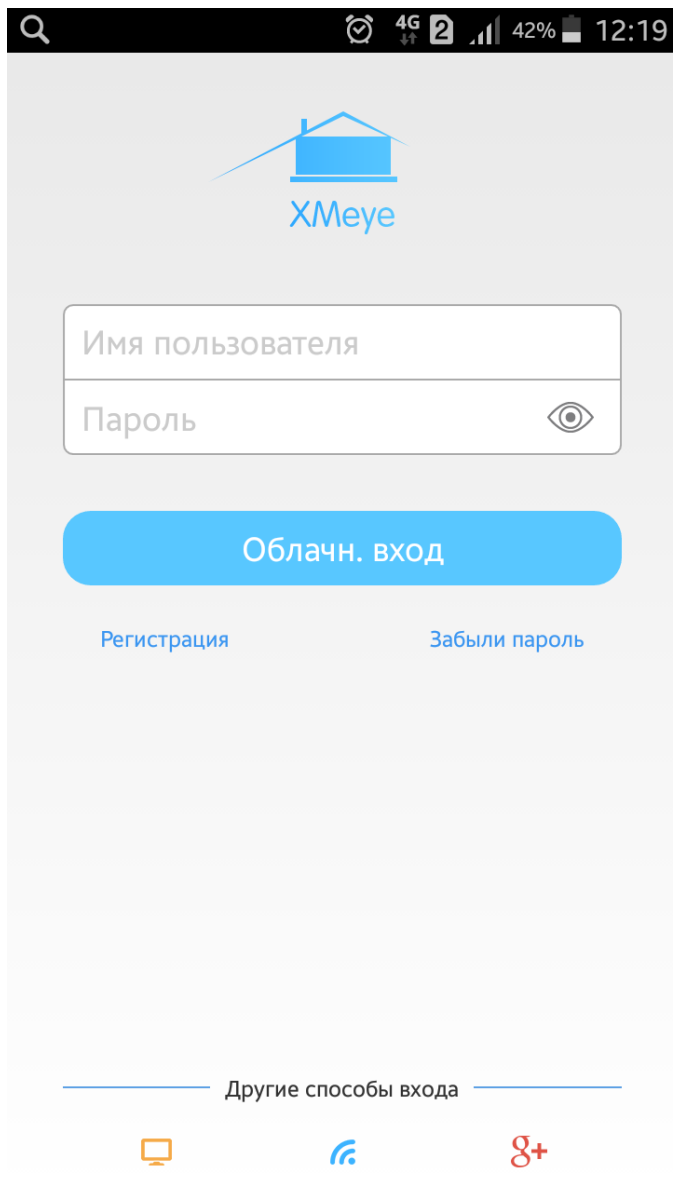 4G 2 42% 12:19
XMeye
Имя пользователя
Пароль
Облачн. вход
Регистрация Забыли пароль
Другие способы входа
g+